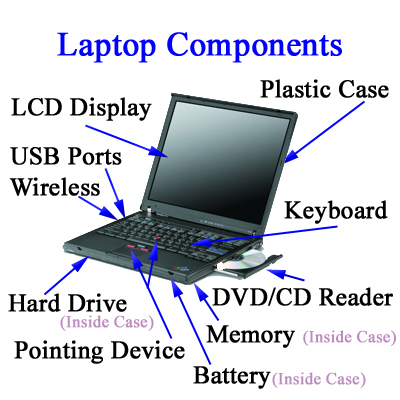 Laptop Components
Plastic Case
LCD Display
USB Ports
Wireless
Keyboard
DVD/CD Reader
Hard Drive
(Inside Case)
Memory (Inside Case)
Pointing Device
Battery (Inside Case)